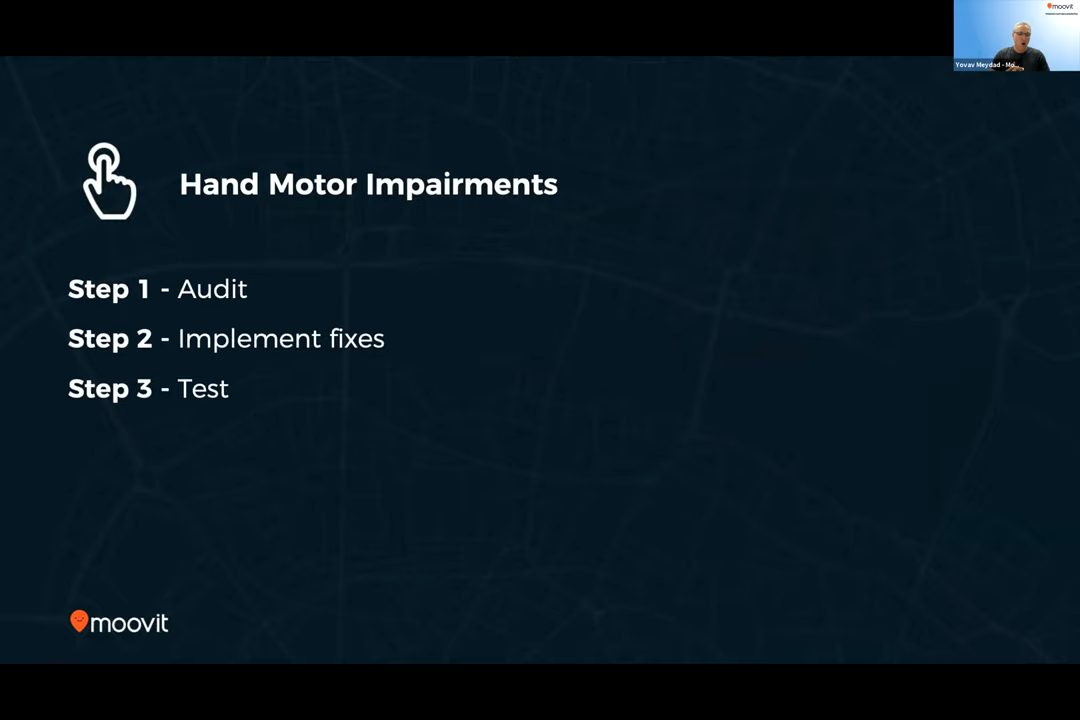 moovit
Yovav Meydad - Mo...
Hand Motor Impairments
Step 1 - Audit
Step 2 - Implement fixes
Step 3 - Test
moovit